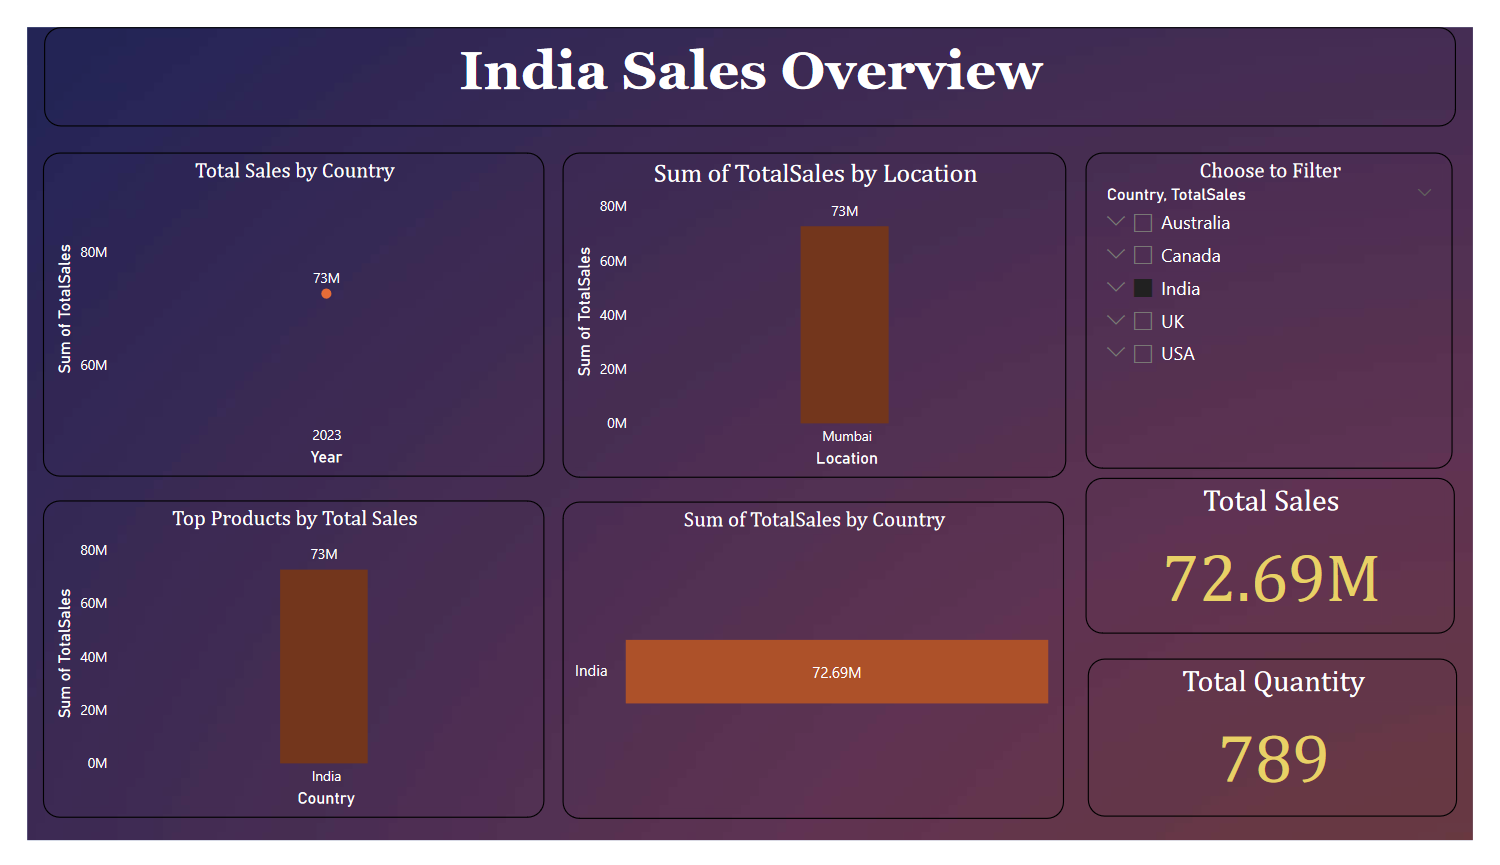 India Sales Overview
Total Sales by Country
Sum of TotalSales
80M
60M
73M
2023
Year
Sum of TotalSales by Location
Sum of TotalSales
80M
60M
40M
20M
0M
73M
Mumbai
Location
Choose to Filter
Country, TotalSales
Australia
Canada
India
UK
USA
Top Products by Total Sales
Sum of TotalSales
80M
60M
40M
20M
0M
73M
India
Country
Sum of TotalSales by Country
India
72.69M
Total Sales
72.69M
Total Quantity
789